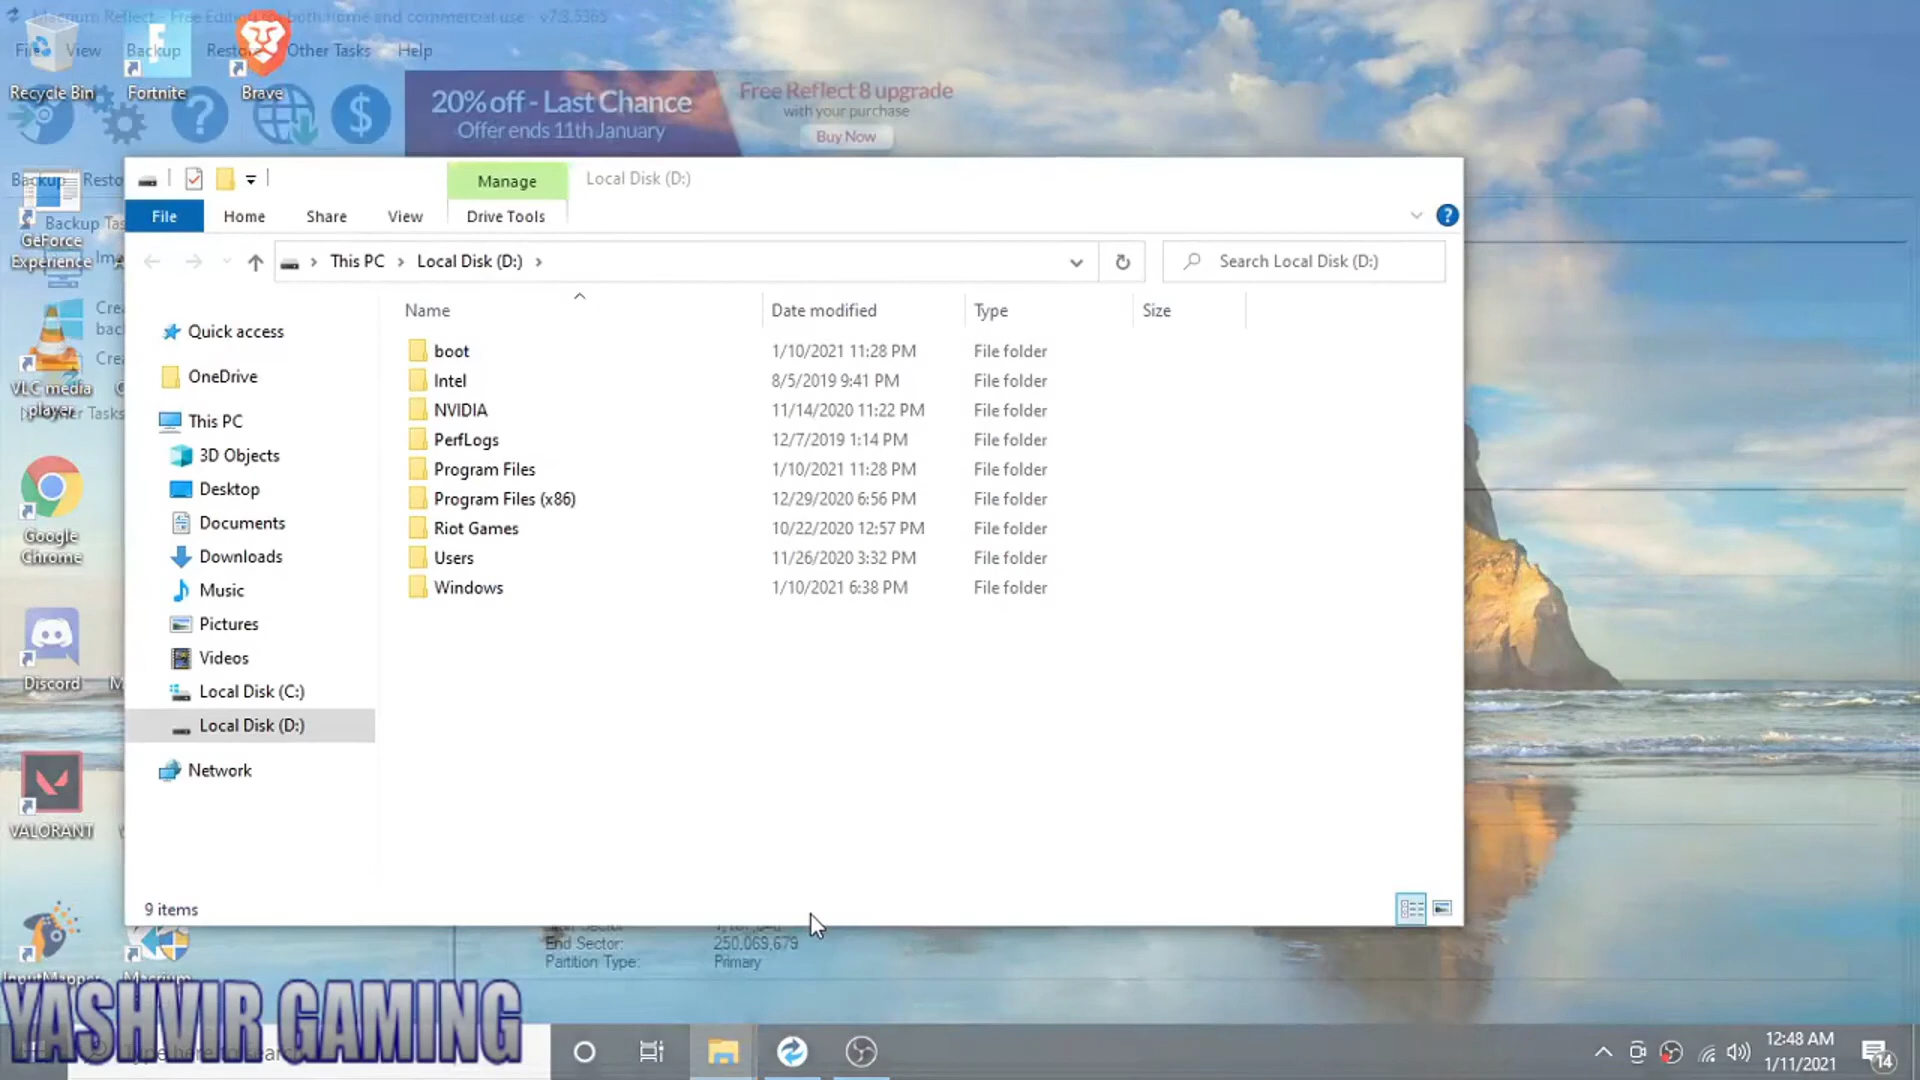 Macrium Reflect - Free Edition for both home and commercial use - v7.3.5365
File View Backup Restore Other Tasks Help
Recycle Bin
Fortnite
Brave
20% off - Last Chance
Offer ends 11th January
Free Reflect 8 upgrade
with your purchase
Buy Now
Backup Resto
Backup Tas
Manage
Local Disk (D:)
File
Home
Share
View
Drive Tools
This PC
Local Disk (D:)
Search Local Disk (D:)
Name
Date modified
Type
Size
boot 1/10/2021 11:28 PM File folder
Intel 8/5/2019 9:41 PM File folder
NVIDIA 11/14/2020 11:22 PM File folder
PerfLogs 12/7/2019 1:14 PM File folder
Program Files 1/10/2021 11:28 PM File folder
Program Files (x86) 12/29/2020 6:56 PM File folder
Riot Games 10/22/2020 12:57 PM File folder
Users 11/26/2020 3:32 PM File folder
Windows 1/10/2021 6:38 PM File folder
Quick access
OneDrive
This PC
3D Objects
Desktop
Documents
Downloads
Music
Pictures
Videos
Local Disk (C:)
Local Disk (D:)
Network
9 items
GeForce
Experience
VLC media
player
Google
Chrome
Discord
VALORANT
InputMapper
Macrium
End Sector: 250,069,679
Partition Type: Primary
YASHVIR GAMING
Type here to search
12:48 AM
1/11/2021
14